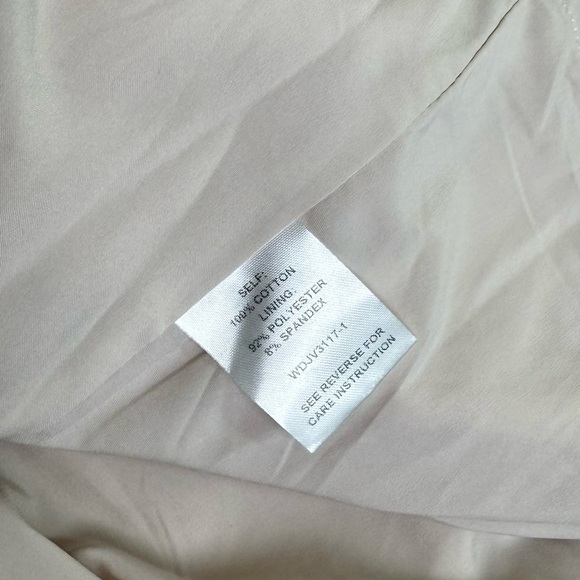 SELF:
100% COTTON
LINING:
92% POLYESTER
8% SPANDEX
WDJV3117-1
SEE REVERSE FOR
CARE INSTRUCTION